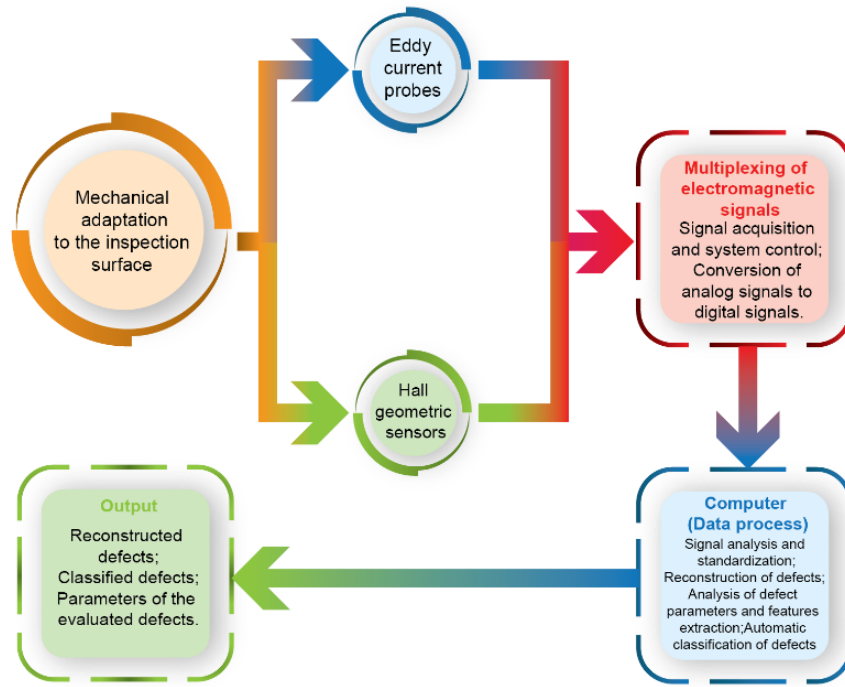 Eddy
current
probes
Mechanical
adaptation
to the inspection
surface
Hall
geometric
sensors
Multiplexing of
electromagnetic
signals
Signal acquisition
and system control;
Conversion of
analog signals to
digital signals.
Computer
(Data process)
Signal analysis and
standardization;
Reconstruction of defects;
Analysis of defect
parameters and features
extraction;Automatic
classification of defects
Output
Reconstructed
defects;
Classified defects;
Parameters of the
evaluated defects.